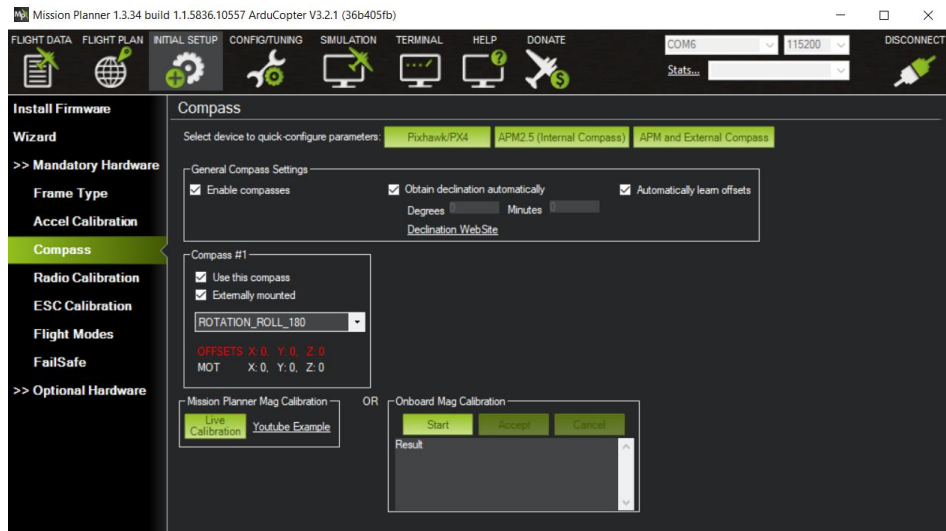 Mission Planner 1.3.34 build 1.1.5836.10557 ArduCopter V3.2.1 (36b405fb)
FLIGHT DATA FLIGHT PLAN INITIAL SETUP CONFIG/TUNING SIMULATION TERMINAL HELP DONATE COM6 115200 DISCONNECT
Stats...
Install Firmware
Wizard
>> Mandatory Hardware
Frame Type
Accel Calibration
Compass
Radio Calibration
ESC Calibration
Flight Modes
FailSafe
>> Optional Hardware
Compass
Select device to quick-configure parameters: Pixhawk/PX4 APM2.5 (Internal Compass) APM and External Compass
General Compass Settings
Enable compasses Obtain declination automatically Automatically learn offsets
Degrees 0 Minutes 0
Declination WebSite
Compass #1
Use this compass
Externally mounted
ROTATION_ROLL_180
OFFSETS X: 0, Y: 0, Z: 0
MOT X: 0, Y: 0, Z: 0
Mission Planner Mag Calibration OR Onboard Mag Calibration
Live Calibration Youtube Example Start Accept Cancel
Result